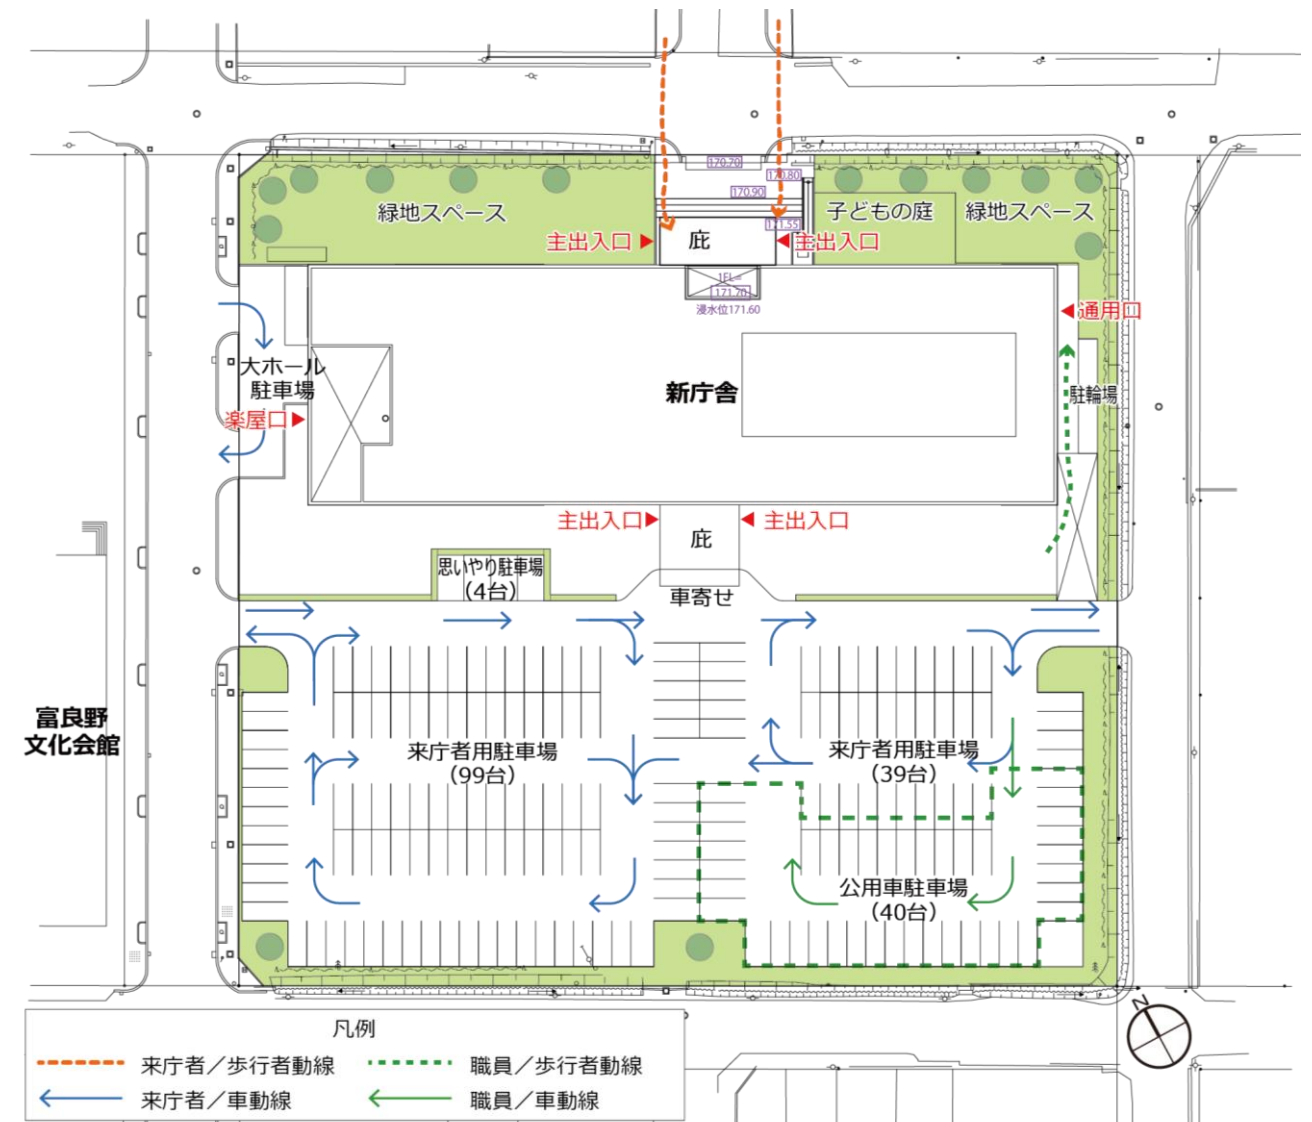 170.70
170.80
170.90
171.55
緑地スペース
子どもの庭
緑地スペース
主出入口
庇
主出入口
1FL=
171.70
浸水位171.60
通用口
大ホール
駐車場
新庁舎
駐輪場
楽屋口
主出入口
主出入口
庇
思いやり駐車場
(4台)
車寄せ
富良野
文化会館
来庁者用駐車場
(99台)
来庁者用駐車場
(39台)
公用車駐車場
(40台)
N
凡例
来庁者/歩行者動線
職員/歩行者動線
来庁者/車動線
職員/車動線